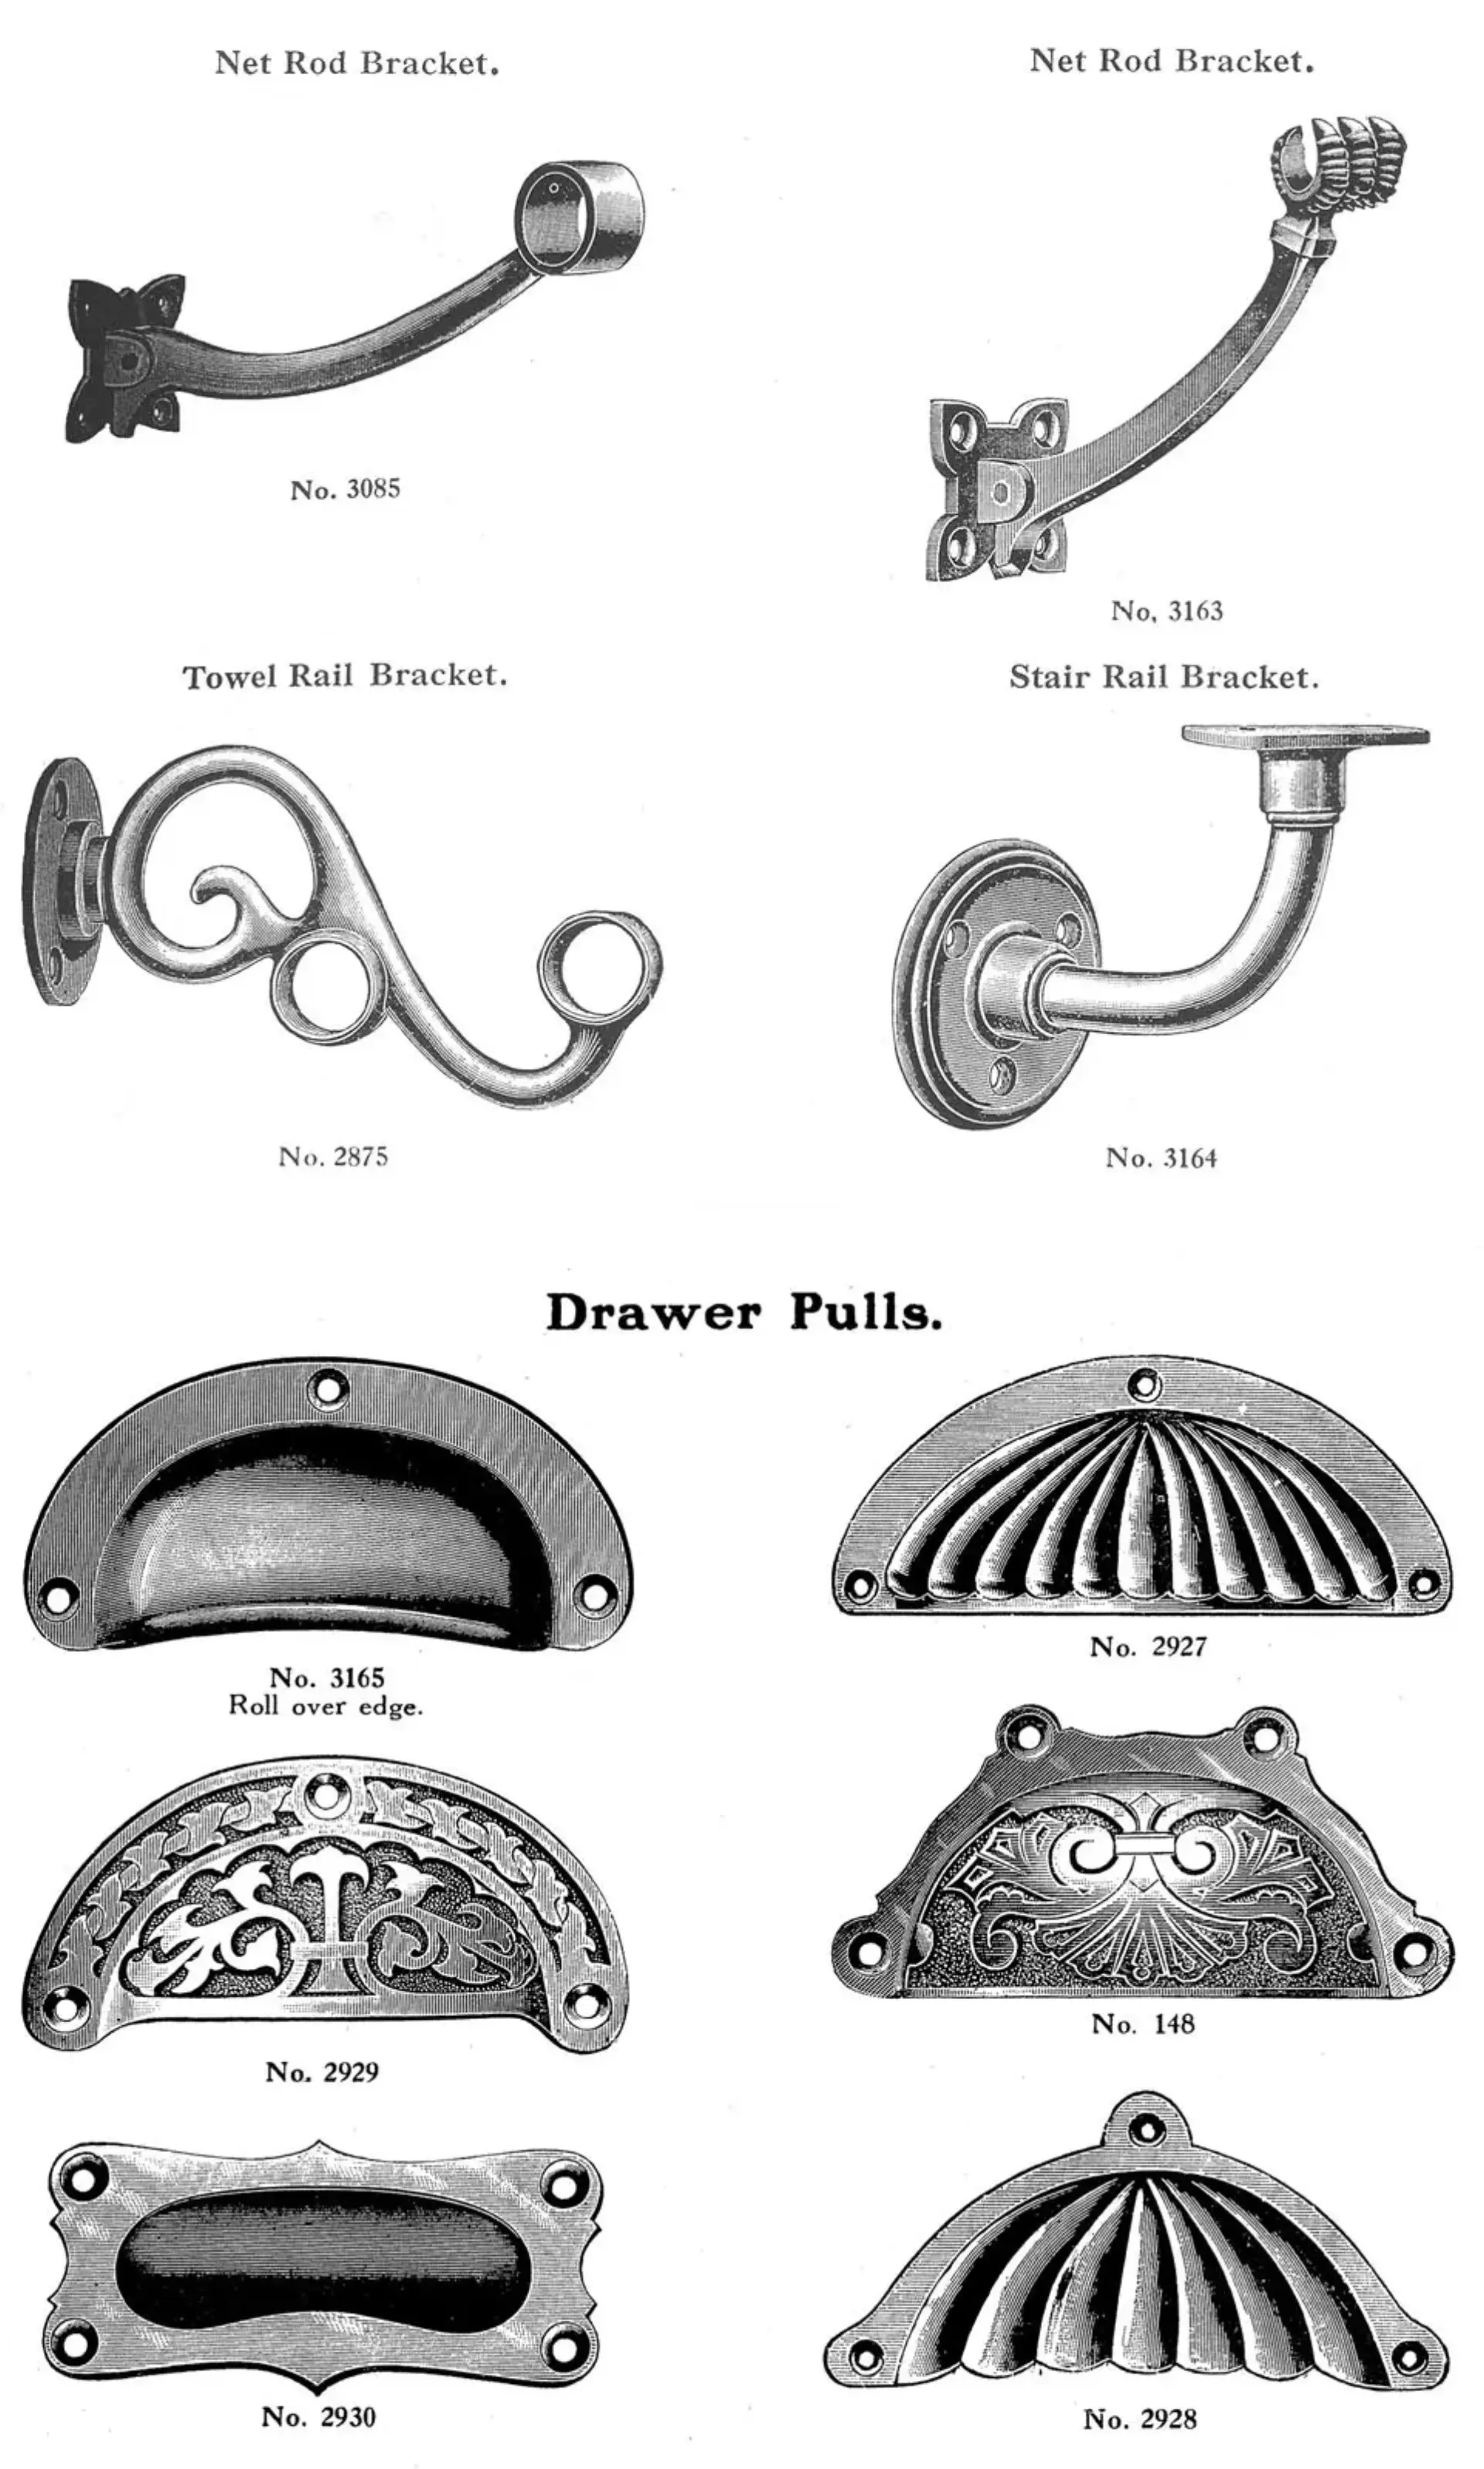 Net Rod Bracket.
Net Rod Bracket.
No. 3085
No, 3163
Towel Rail Bracket.
Stair Rail Bracket.
No. 2875
No. 3164
Drawer Pulls.
No. 3165
Roll over edge.
No. 2927
No. 2929
No. 148
No. 2930
No. 2928